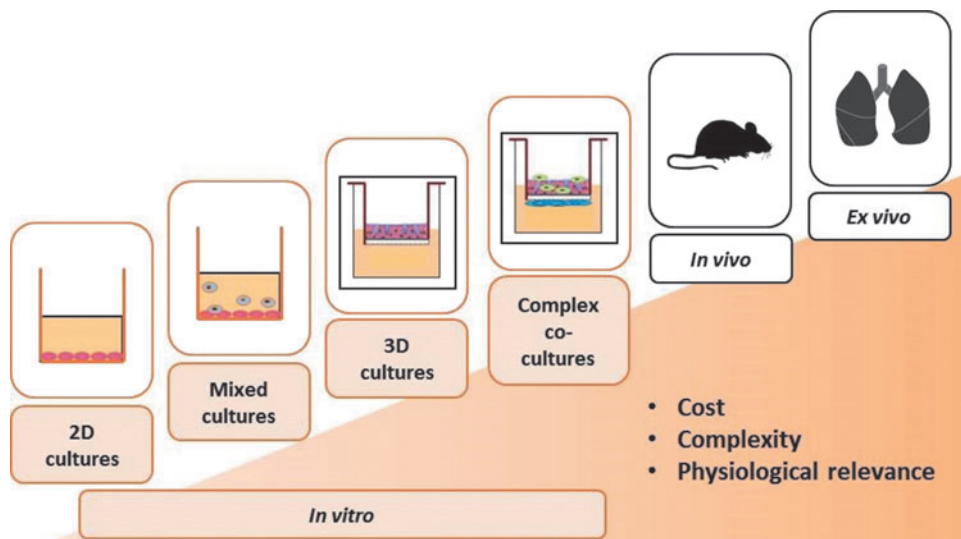 2D
cultures
Mixed
cultures
3D
cultures
Complex
co-
cultures
In vivo
Ex vivo
• Cost
• Complexity
• Physiological relevance
In vitro